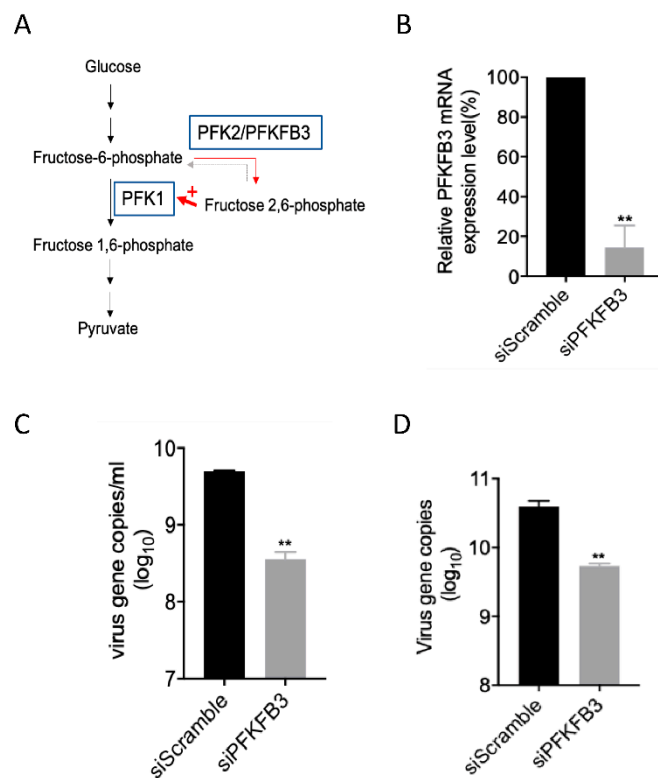 A
Glucose
PFK2/PFKFB3
Fructose-6-phosphate
PFK1
+
Fructose 2,6-phosphate
Fructose 1,6-phosphate
Pyruvate
B
Relative PFKFB3 mRNA
expression level(%)
100
80
60
40
20
0
**
siScramble
siPFKFB3
C
virus gene copies/ml
(log10)
10
9
8
7
**
siScramble
siPFKFB3
D
Virus gene copies
(log10)
11
10
9
8
**
siScramble
siPFKFB3